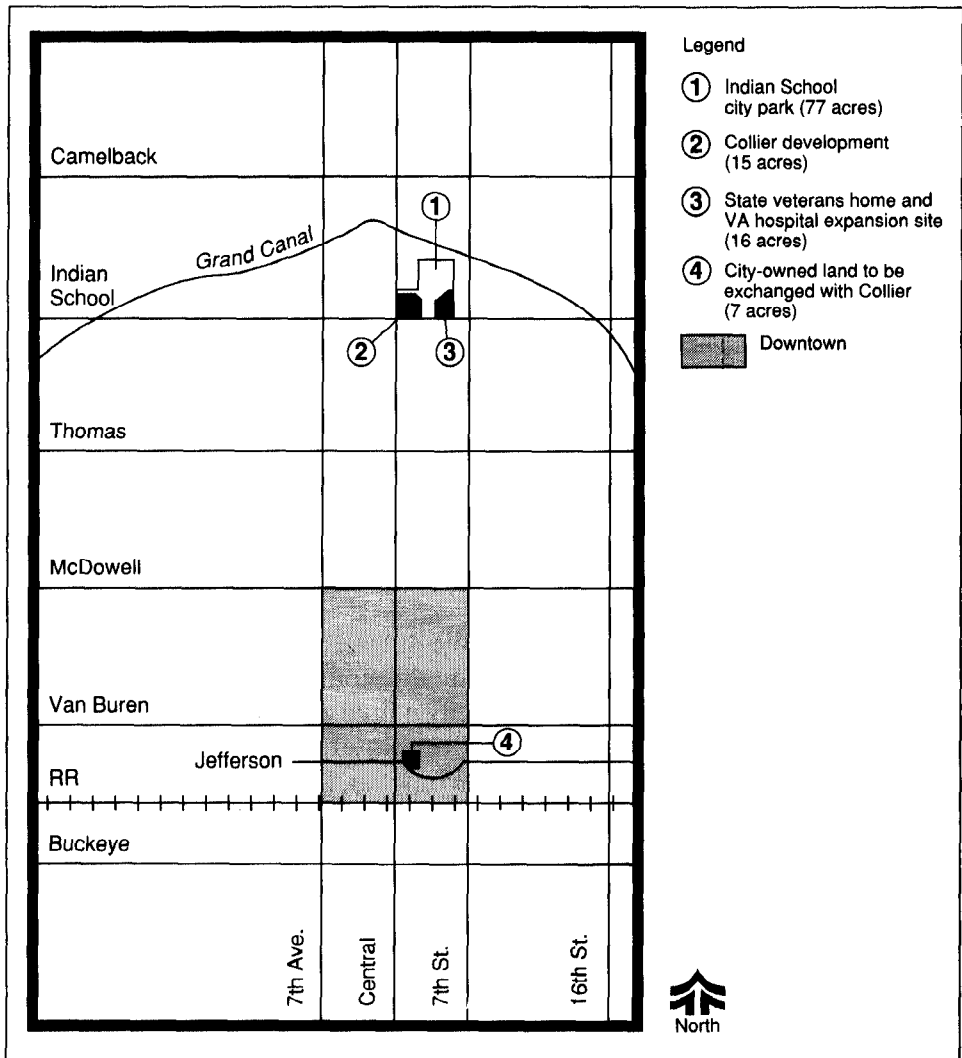 Legend
1 Indian School
city park (77 acres)
2 Collier development
(15 acres)
3 State veterans home and
VA hospital expansion site
(16 acres)
4 City-owned land to be
exchanged with Collier
(7 acres)
Downtown
Camelback
1
Grand Canal
Indian
School
2
3
Thomas
McDowell
Van Buren
4
Jefferson
RR
Buckeye
7th Ave.
Central
7th St.
16th St.
North